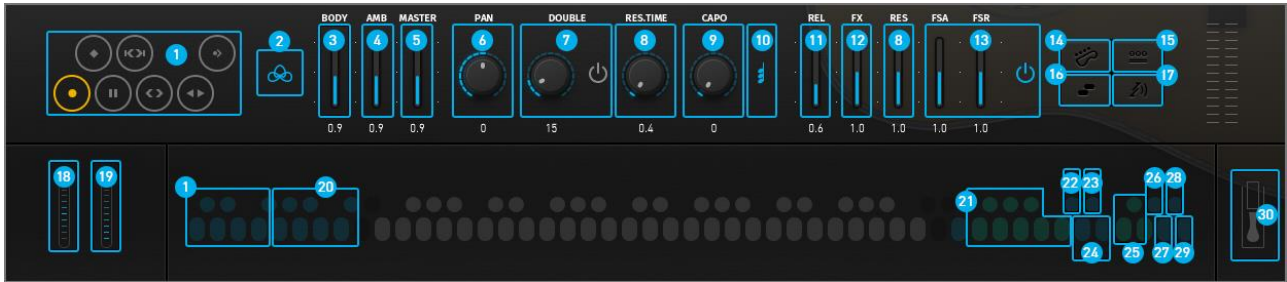 BODY AMB MASTER PAN DOUBLE RES.TIME CAPO REL FX RES FSA FSR
1 2 3 4 5 6 7 8 9 10 11 12 8 13 14 15
16 17
0.9 0.9 0.9 0 15 0.4 0 0.6 1.0 1.0 1.0 1.0
18 19 1 20 21 22 23 26 28
30
24 25 27 29